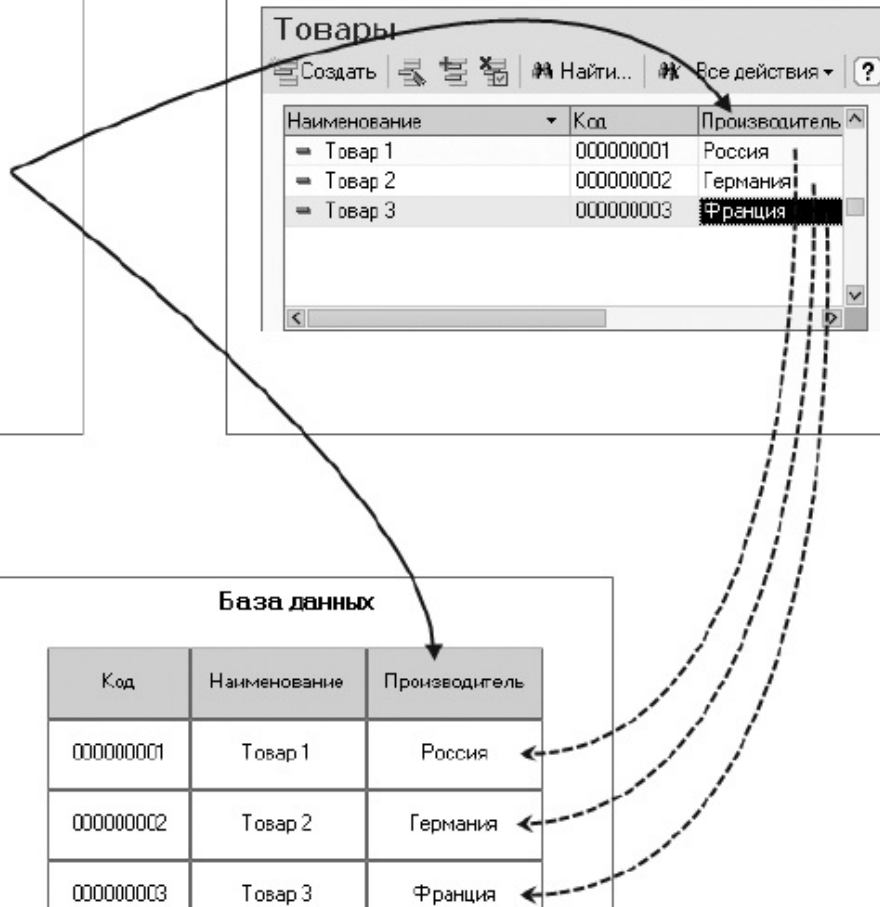 Товары
Создать Найти... Все действия ?
Наименование Код Производитель
Товар 1 000000001 Россия
Товар 2 000000002 Германия
Товар 3 000000003 Франция
База данных
Код Наименование Производитель
000000001 Товар 1 Россия
000000002 Товар 2 Германия
000000003 Товар 3 Франция